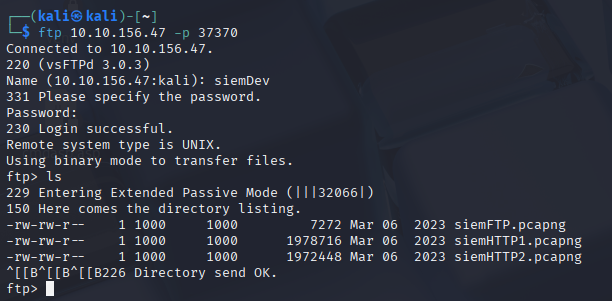 ┌──(kali㉿kali)-[~]
└─$ ftp 10.10.156.47 -p 37370
Connected to 10.10.156.47.
220 (vsFTPd 3.0.3)
Name (10.10.156.47:kali): siemDev
331 Please specify the password.
Password:
230 Login successful.
Remote system type is UNIX.
Using binary mode to transfer files.
ftp> ls
229 Entering Extended Passive Mode (|||32066|)
150 Here comes the directory listing.
-rw-rw-r--    1 1000     1000         7272 Mar 06  2023 siemFTP.pcapng
-rw-rw-r--    1 1000     1000      1978716 Mar 06  2023 siemHTTP1.pcapng
-rw-rw-r--    1 1000     1000      1972448 Mar 06  2023 siemHTTP2.pcapng
^[[B^[[B^[[B226 Directory send OK.
ftp>